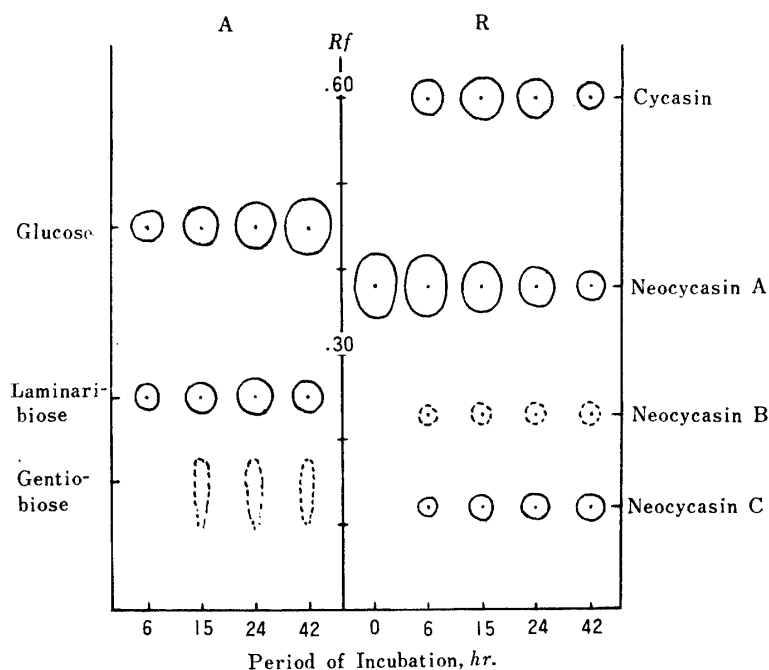 A R
Rf
.60
Cycasin
Glucose
Neocycasin A
.30
Laminari-
biose
Neocycasin B
Gentio-
biose
Neocycasin C
6 15 24 42 0 6 15 24 42
Period of Incubation, hr.